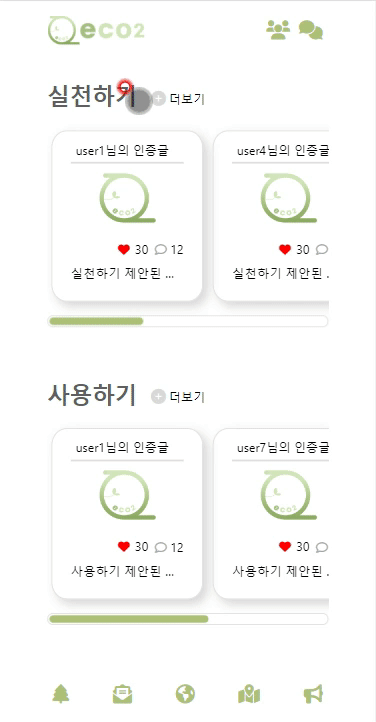 eco2
실천하기 더보기
user1님의 인증글 user4님의 인증글
eco2 eco2
30 12 30
실천하기 제안된 ... 실천하기 제안된 .
사용하기 더보기
user1님의 인증글 user7님의 인증글
eco2 eco2
30 12 30
사용하기 제안된 ... 사용하기 제안된 .